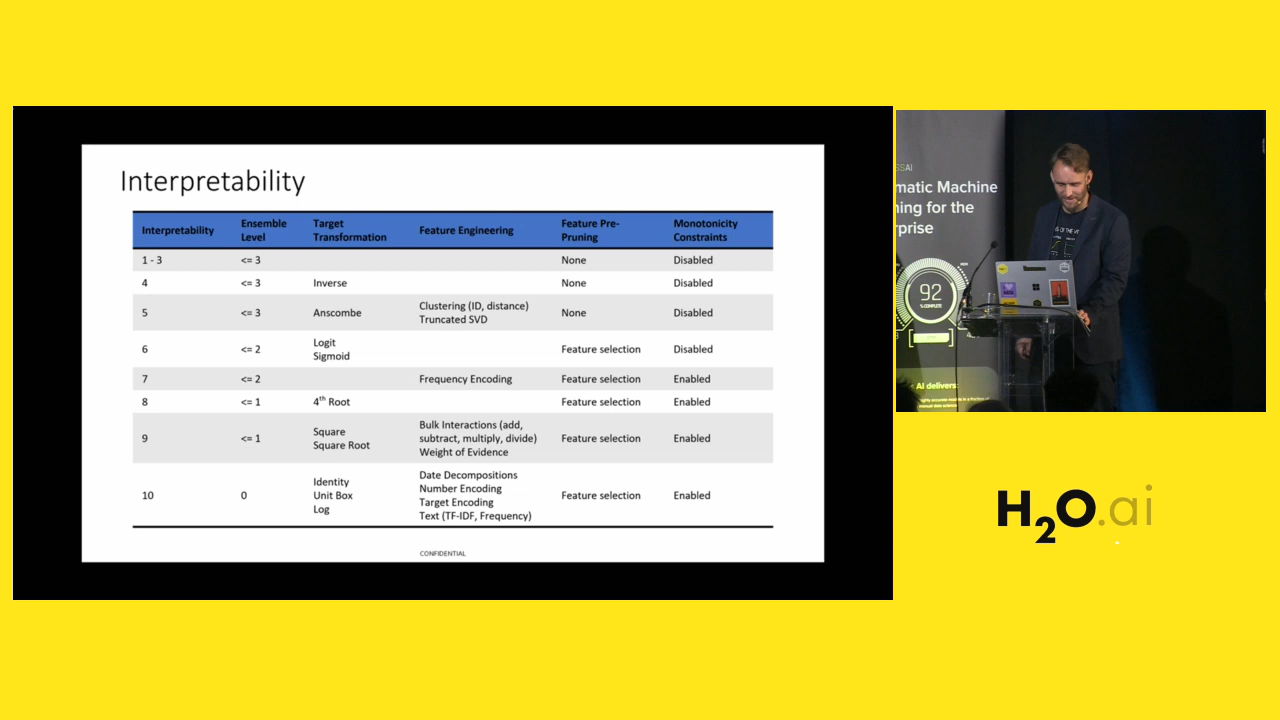 Interpretability
Interpretability
Ensemble
Level
Target
Transformation
Feature Engineering
Feature Pre-
Pruning
Monotonicity
Constraints
1 - 3 <= 3 None Disabled
4 <= 3 Inverse None Disabled
5 <= 3 Anscombe Clustering (ID, distance)
Truncated SVD
None Disabled
6 <= 2 Logit
Sigmoid
Feature selection Disabled
7 <= 2 Frequency Encoding Feature selection Enabled
8 <= 1 4th Root Feature selection Enabled
9 <= 1 Square
Square Root
Bulk Interactions (add,
subtract, multiply, divide)
Weight of Evidence
Feature selection Enabled
10 0 Identity
Unit Box
Log
Date Decompositions
Number Encoding
Target Encoding
Text (TF-IDF, Frequency)
Feature selection Enabled
CONFIDENTIAL
SSAI
matic Machine
ning for the
rprise
92
% COMPLETE
AI delivers:
H2O.ai